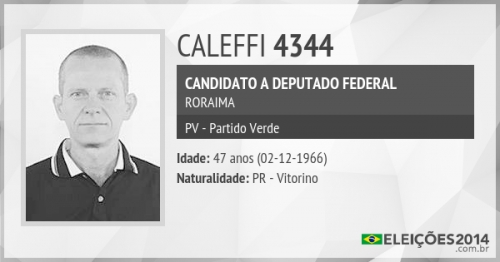 CALEFFI 4344
CANDIDATO A DEPUTADO FEDERAL
RORAIMA
PV - Partido Verde
Idade: 47 anos (02-12-1966)
Naturalidade: PR - Vitorino
ELEIÇÕES2014
.com.br